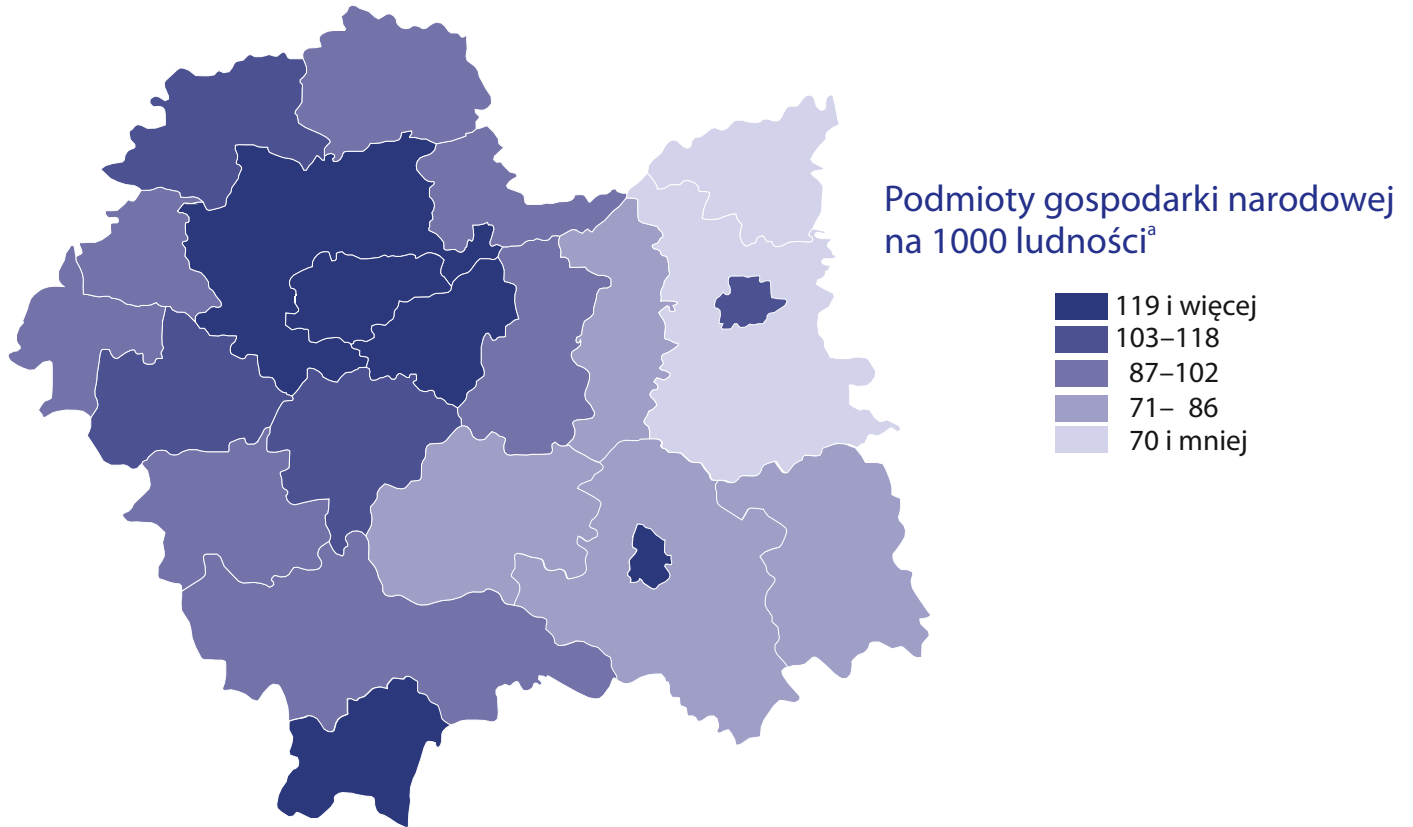 Podmioty gospodarki narodowej
na 1000 ludnościᵃ
119 i więcej
103–118
87–102
71– 86
70 i mniej